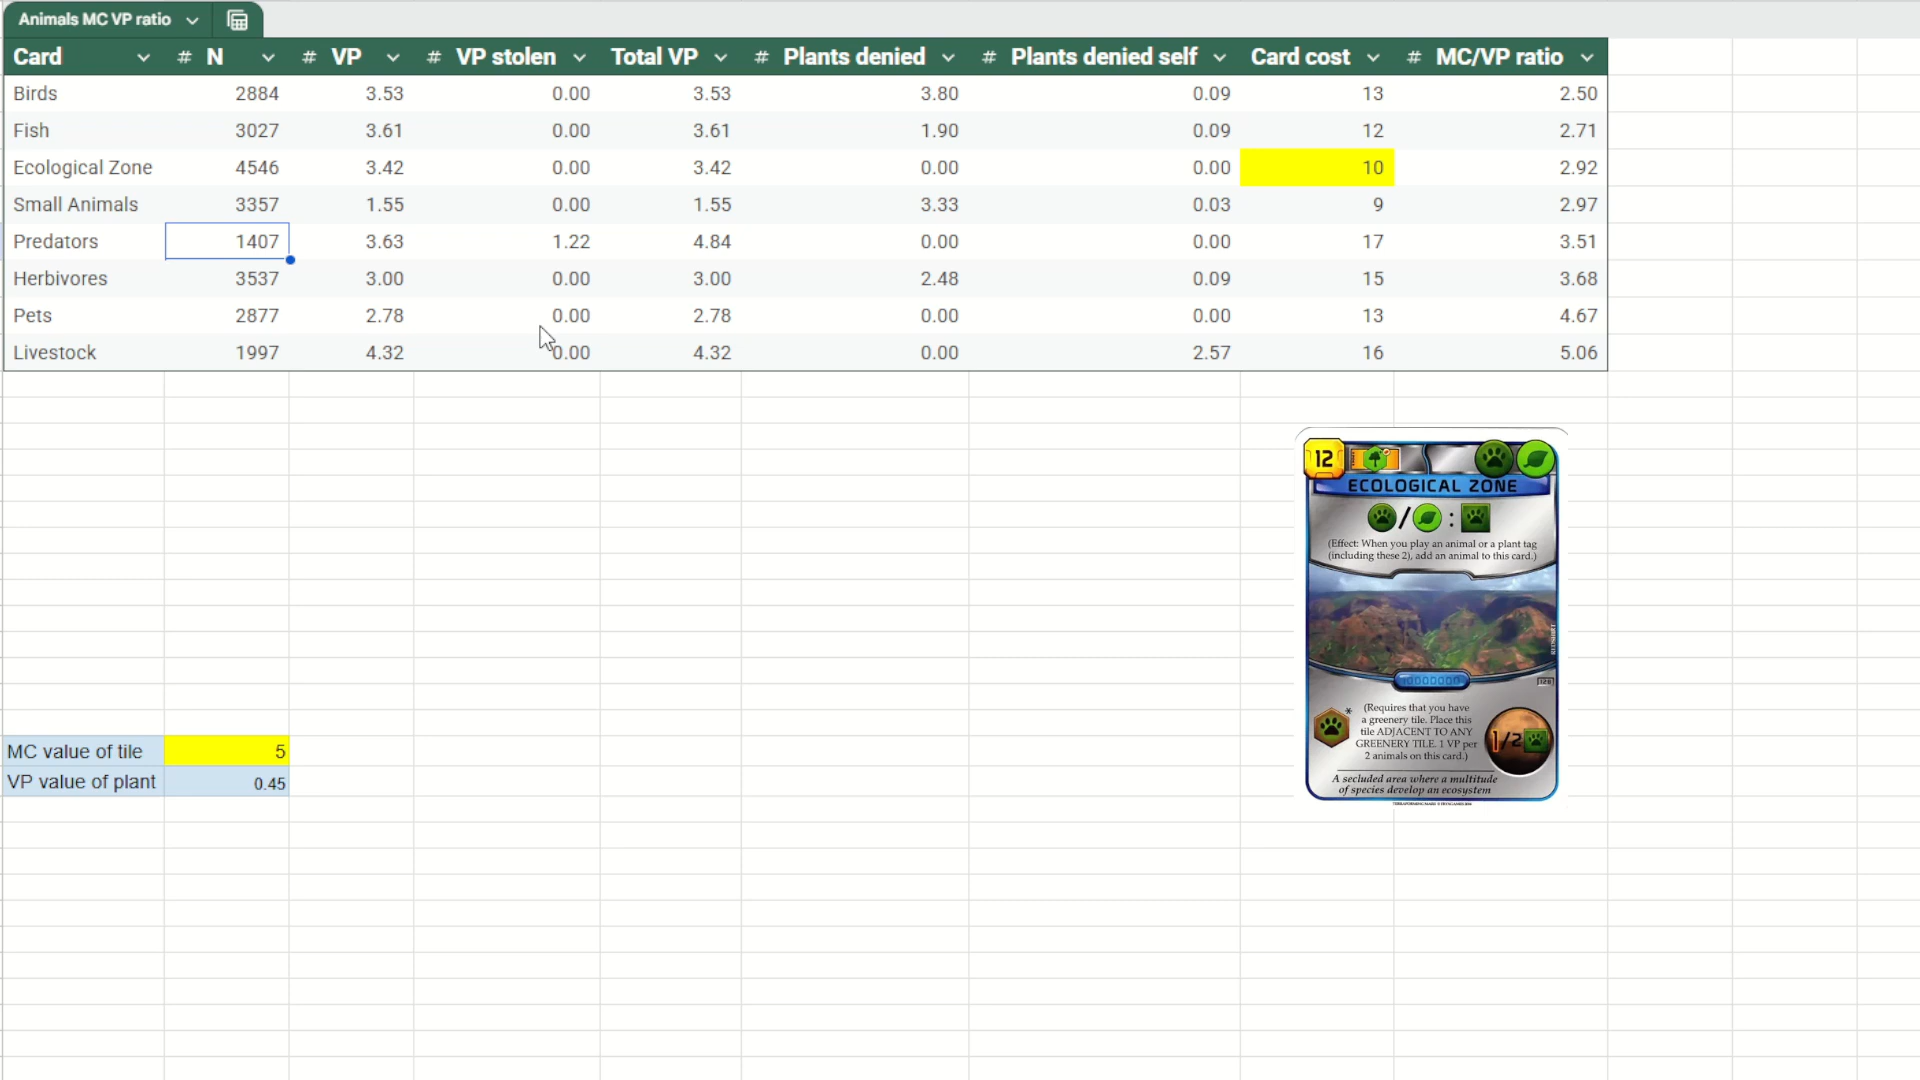 Animals MC VP ratio
Card # N # VP # VP stolen Total VP # Plants denied # Plants denied self Card cost # MC/VP ratio
Birds 2884 3.53 0.00 3.53 3.80 0.09 13 2.50
Fish 3027 3.61 0.00 3.61 1.90 0.09 12 2.71
Ecological Zone 4546 3.42 0.00 3.42 0.00 0.00 10 2.92
Small Animals 3357 1.55 0.00 1.55 3.33 0.03 9 2.97
Predators 1407 3.63 1.22 4.84 0.00 0.00 17 3.51
Herbivores 3537 3.00 0.00 3.00 2.48 0.09 15 3.68
Pets 2877 2.78 0.00 2.78 0.00 0.00 13 4.67
Livestock 1997 4.32 0.00 4.32 0.00 2.57 16 5.06
12
ECOLOGICAL ZONE
/ :
(Effect: When you play an animal or a plant tag
(including these 2), add an animal to this card.)
128
*
(Requires that you have
a greenery tile. Place this
tile ADJACENT TO ANY
GREENERY TILE. 1 VP per
2 animals on this card.)
1/2
A secluded area where a multitude
of species develop an ecosystem
MC value of tile 5
VP value of plant 0.45